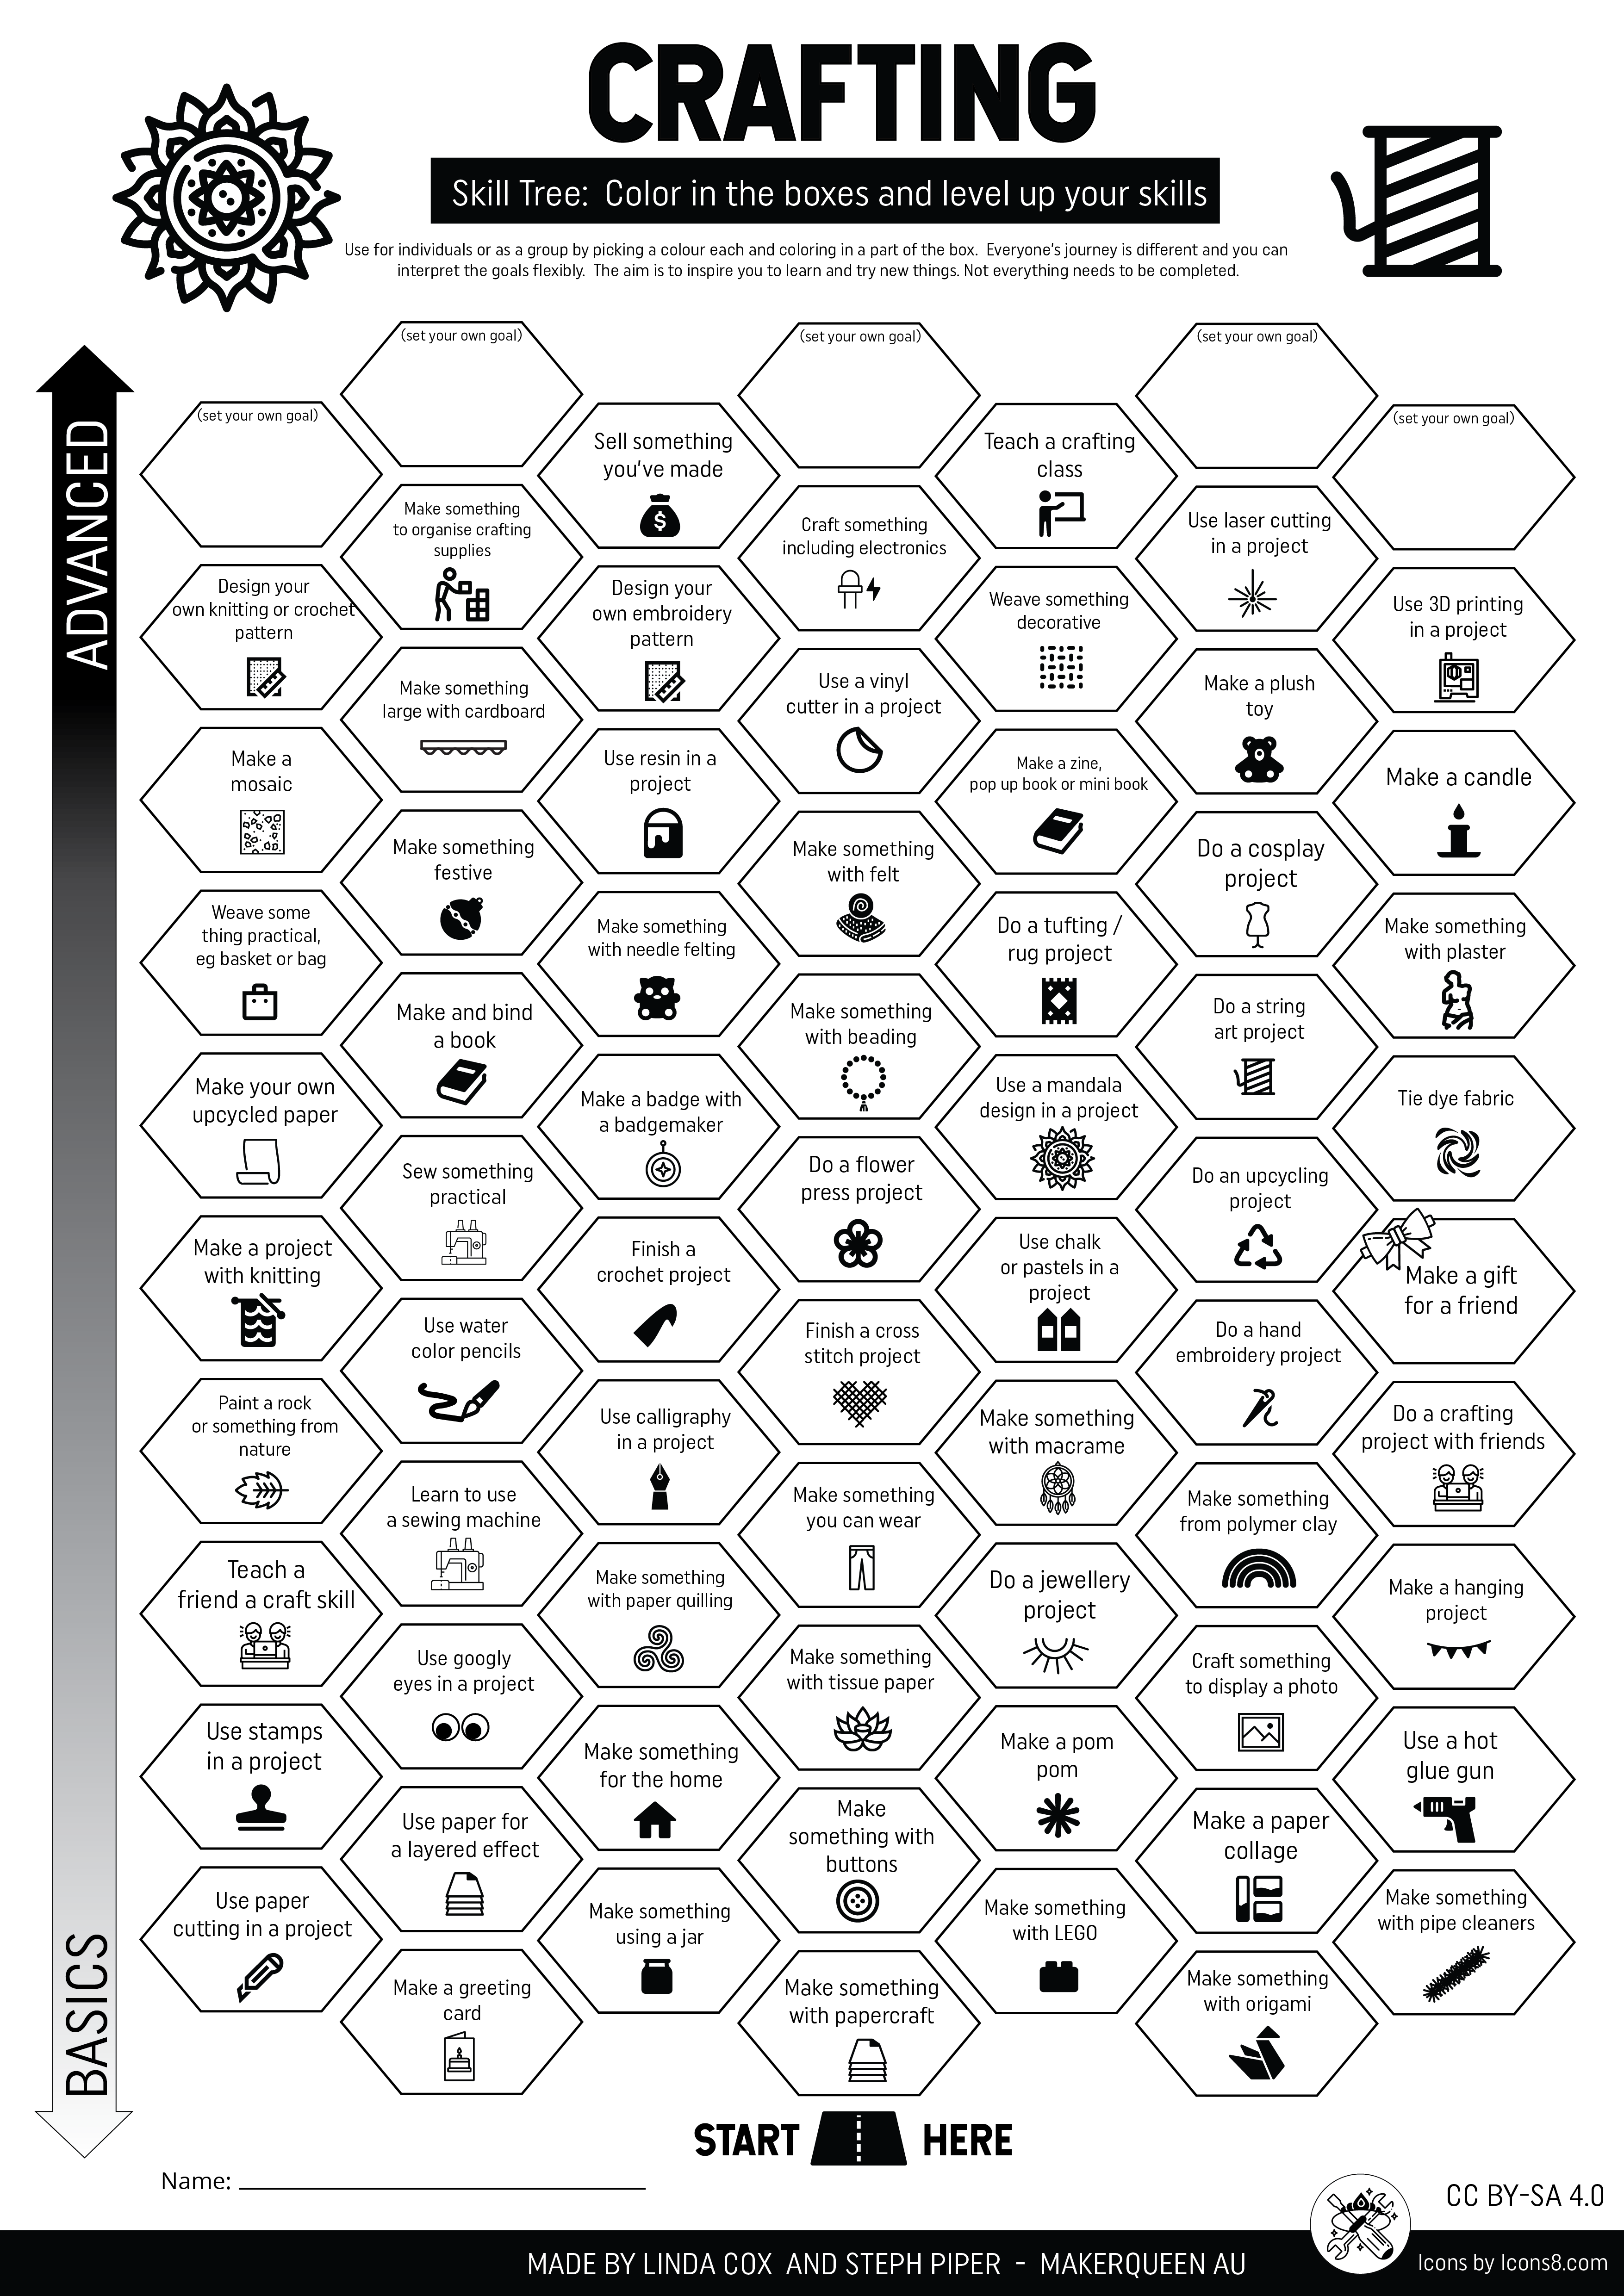 CRAFTING
Skill Tree:  Color in the boxes and level up your skills
Use for individuals or as a group by picking a colour each and coloring in a part of the box.  Everyone's journey is different and you can
interpret the goals flexibly.  The aim is to inspire you to learn and try new things. Not everything needs to be completed.
ADVANCED
(set your own goal)
(set your own goal)
(set your own goal)
(set your own goal)
(set your own goal)
Sell something
you've made
Teach a crafting
class
Make something
to organise crafting
supplies
Craft something
including electronics
Use laser cutting
in a project
Design your
own knitting or crochet
pattern
Design your
own embroidery
pattern
Weave something
decorative
Use 3D printing
in a project
Make something
large with cardboard
Use a vinyl
cutter in a project
Make a plush
toy
Make a
mosaic
Use resin in a
project
Make a zine,
pop up book or mini book
Make a candle
Make something
festive
Make something
with felt
Do a cosplay
project
Weave some
thing practical,
eg basket or bag
Make something
with needle felting
Do a tufting /
rug project
Make something
with plaster
Make and bind
a book
Make something
with beading
Do a string
art project
Make your own
upcycled paper
Make a badge with
a badgemaker
Use a mandala
design in a project
Tie dye fabric
Sew something
practical
Do a flower
press project
Do an upcycling
project
Make a project
with knitting
Finish a
crochet project
Use chalk
or pastels in a
project
Make a gift
for a friend
Use water
color pencils
Finish a cross
stitch project
Do a hand
embroidery project
Paint a rock
or something from
nature
Use calligraphy
in a project
Make something
with macrame
Do a crafting
project with friends
Learn to use
a sewing machine
Make something
you can wear
Make something
from polymer clay
Teach a
friend a craft skill
Make something
with paper quilling
Do a jewellery
project
Make a hanging
project
Use googly
eyes in a project
Make something
with tissue paper
Craft something
to display a photo
Use stamps
in a project
Make something
for the home
Make a pom
pom
Use a hot
glue gun
Use paper for
a layered effect
Make
something with
buttons
Make a paper
collage
Use paper
cutting in a project
Make something
using a jar
Make something
with LEGO
Make something
with pipe cleaners
Make a greeting
card
Make something
with papercraft
Make something
with origami
BASICS
START HERE
Name:
CC BY-SA 4.0
MADE BY LINDA COX  AND STEPH PIPER  -  MAKERQUEEN AU
Icons by Icons8.com